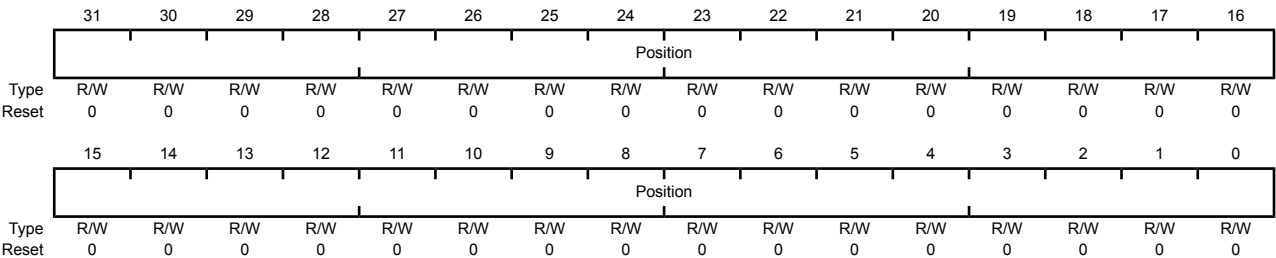 31 30 29 28 27 26 25 24 23 22 21 20 19 18 17 16
Position
Type R/W R/W R/W R/W R/W R/W R/W R/W R/W R/W R/W R/W R/W R/W R/W R/W
Reset 0 0 0 0 0 0 0 0 0 0 0 0 0 0 0 0
15 14 13 12 11 10 9 8 7 6 5 4 3 2 1 0
Position
Type R/W R/W R/W R/W R/W R/W R/W R/W R/W R/W R/W R/W R/W R/W R/W R/W
Reset 0 0 0 0 0 0 0 0 0 0 0 0 0 0 0 0